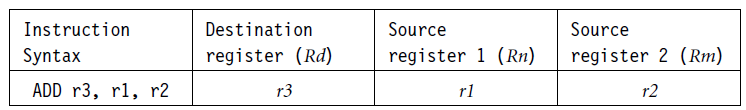 Instruction Syntax
Destination register (Rd)
Source register 1 (Rn)
Source register 2 (Rm)
ADD r3, r1, r2
r3
r1
r2